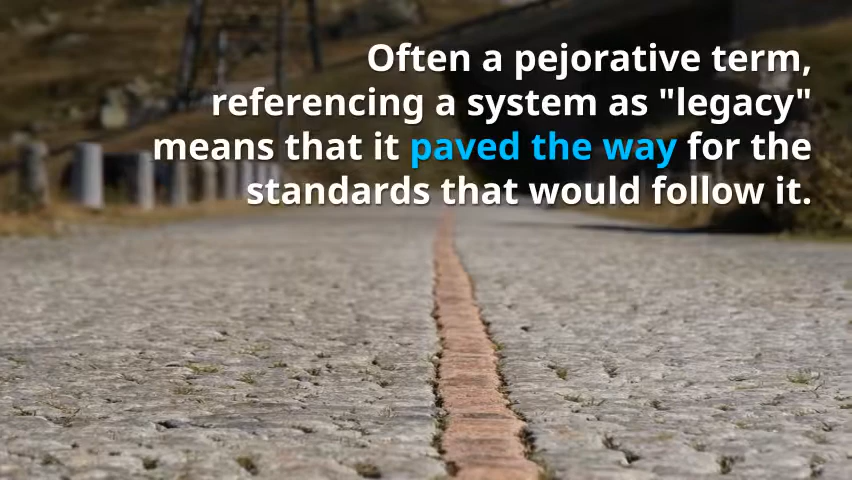 Often a pejorative term,
referencing a system as "legacy"
means that it paved the way for the
standards that would follow it.